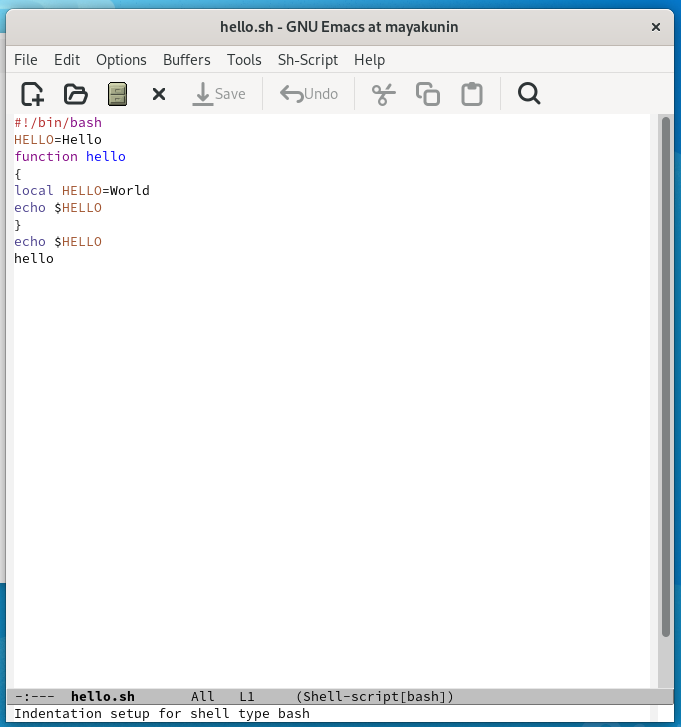 hello.sh - GNU Emacs at mayakunin
File Edit Options Buffers Tools Sh-Script Help
Save Undo
#!/bin/bash
HELLO=Hello
function hello
{
local HELLO=World
echo $HELLO
}
echo $HELLO
hello
-:--- hello.sh All L1 (Shell-script[bash])
Indentation setup for shell type bash